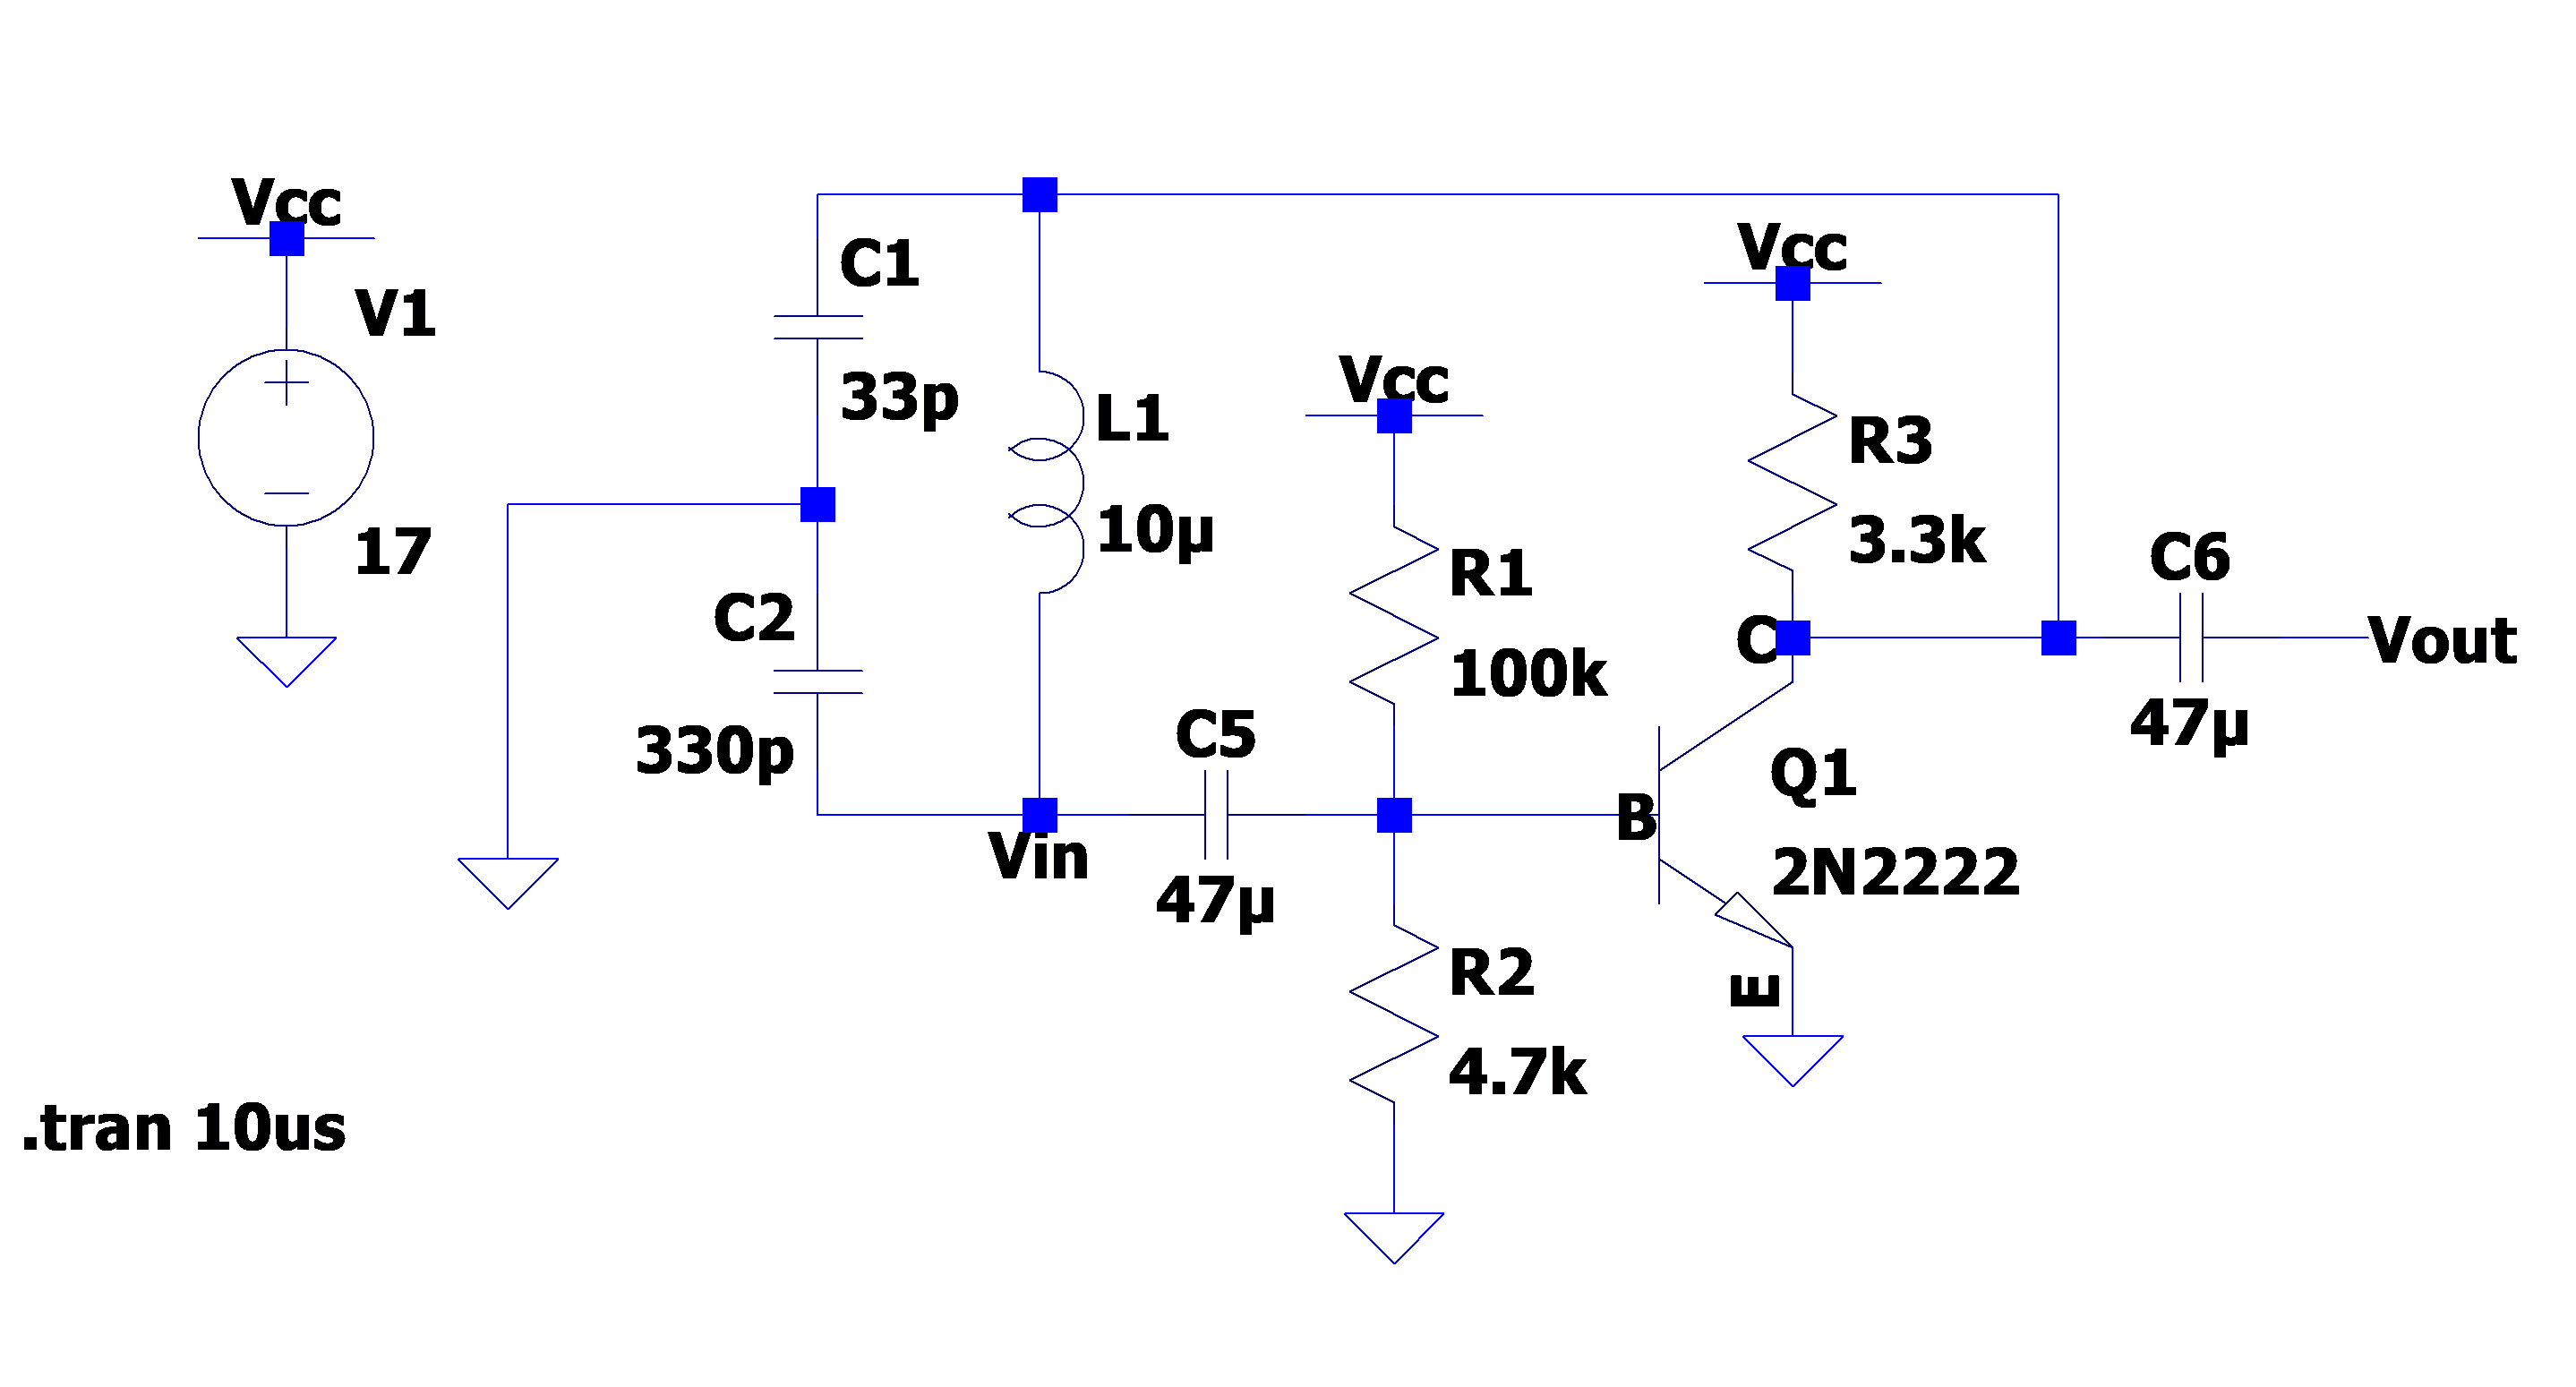 Vcc
V1
17
C1
33p
C2
330p
L1
10µ
Vin
C5
47µ
Vcc
R1
100k
R2
4.7k
Vcc
R3
3.3k
C
B
E
Q1
2N2222
C6
47µ
Vout
.tran 10us